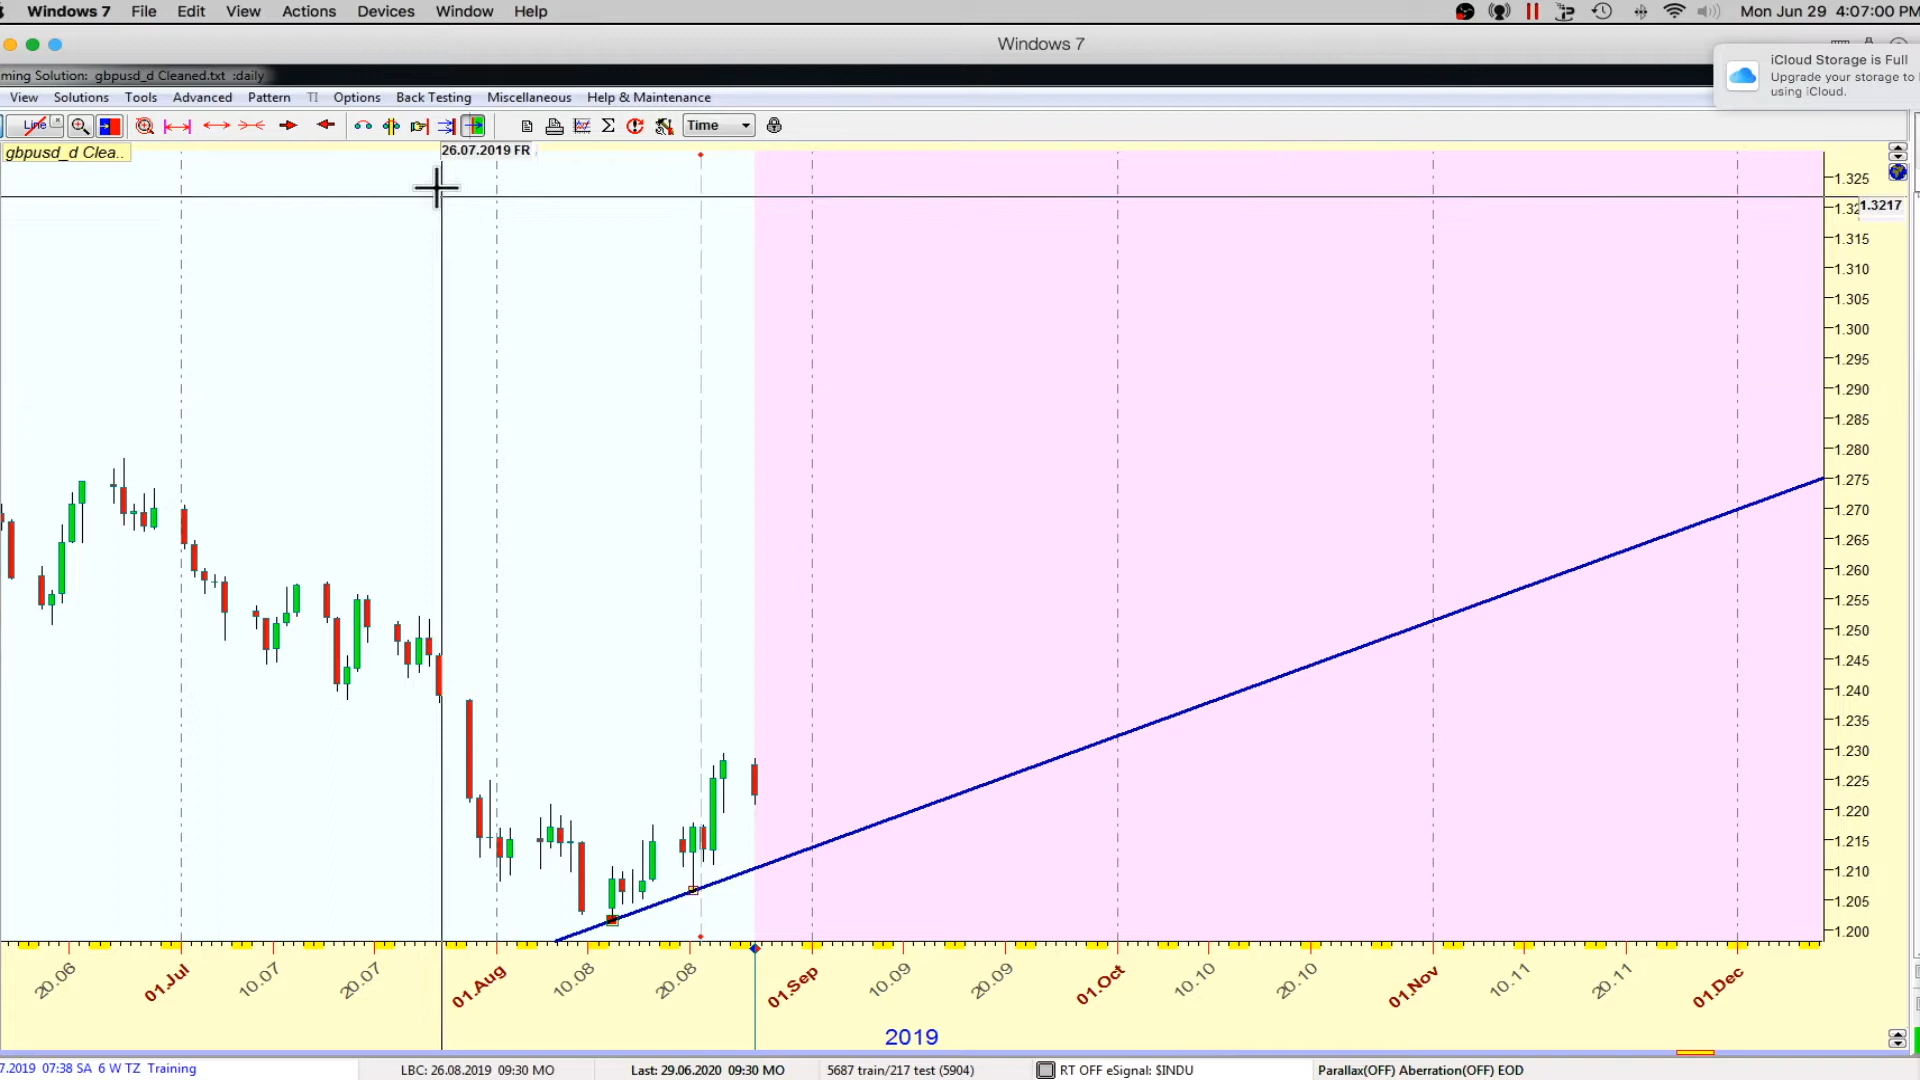 Windows 7 File Edit View Actions Devices Window Help Mon Jun 29 4:07:00 PM
Windows 7
iCloud Storage is Full
Upgrade your storage to
using iCloud.
ming Solution: gbpusd_d Cleaned.txt :daily
View Solutions Tools Advanced Pattern TI Options Back Testing Miscellaneous Help & Maintenance
Line Time
gbpusd_d Clea..
26.07.2019 FR
1.325
1.32
1.3217
1.315
1.310
1.305
1.300
1.295
1.290
1.285
1.280
1.275
1.270
1.265
1.260
1.255
1.250
1.245
1.240
1.235
1.230
1.225
1.220
1.215
1.210
1.205
1.200
20.06 01.Jul 10.07 20.07 01.Aug 10.08 20.08 01.Sep 10.09 20.09 01.Oct 10.10 20.10 01.Nov 10.11 20.11 01.Dec
2019
7.2019 07:38 SA 6 W TZ Training LBC: 26.08.2019 09:30 MO Last: 29.06.2020 09:30 MO 5687 train/217 test (5904) RT OFF eSignal: $INDU Parallax(OFF) Aberration(OFF) EOD